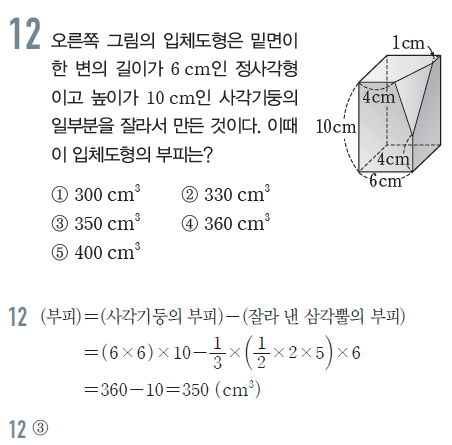 12 오른쪽 그림의 입체도형은 밑면이
한 변의 길이가 6 cm인 정사각형
이고 높이가 10 cm인 사각기둥의
일부분을 잘라서 만든 것이다. 이때
이 입체도형의 부피는?
1cm
4cm
10cm
4cm
6cm
① 300 cm³ ② 330 cm³
③ 350 cm³ ④ 360 cm³
⑤ 400 cm³
12 (부피)=(사각기둥의 부피)-(잘라 낸 삼각뿔의 부피)
=(6×6)×10-1/3×(1/2×2×5)×6
=360-10=350 (cm³)
12 ③